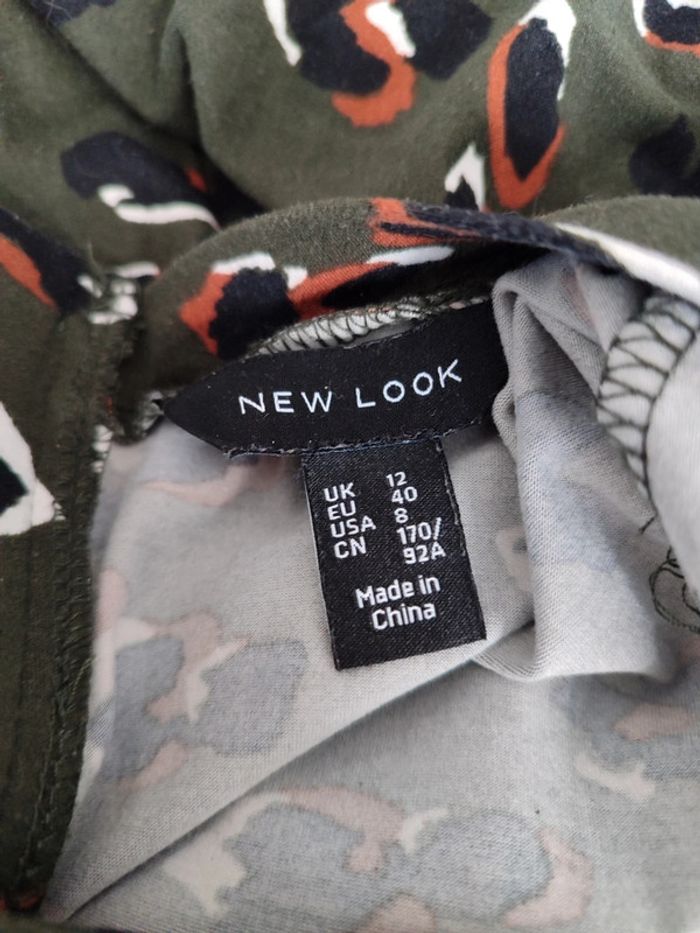 NEW LOOK
UK 12
EU 40
USA 8
CN 170/
92A
Made in
China